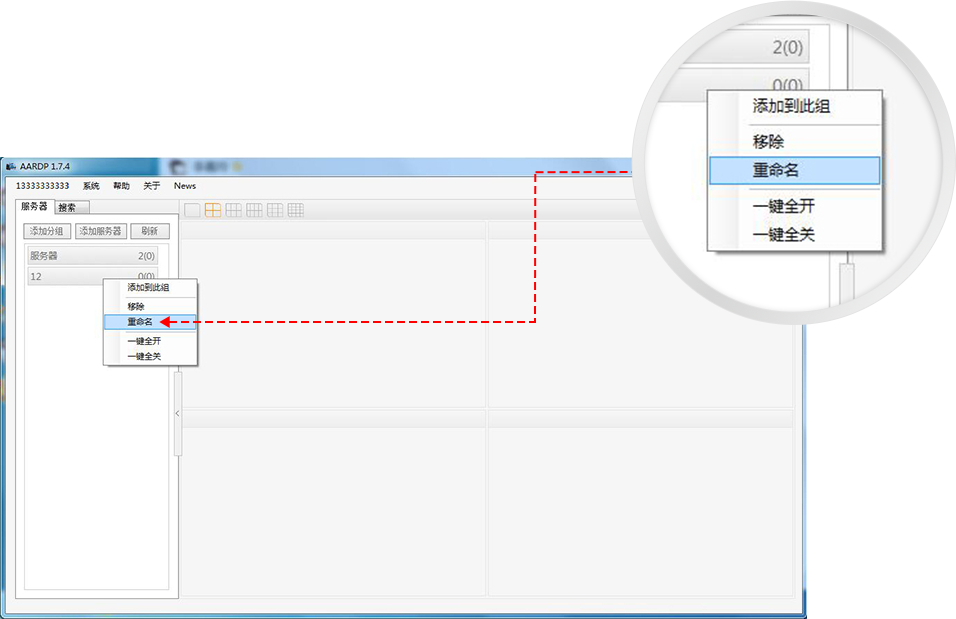 2(0)
0(0)
添加到此组
移除
重命名
一键全开
一键全关
AARDP 1.7.4
13333333333 系统 帮助 关于 News
服务器 搜索
添加分组 添加服务器 刷新
服务器 2(0)
12 0(0)
添加到此组
移除
重命名
一键全开
一键全关